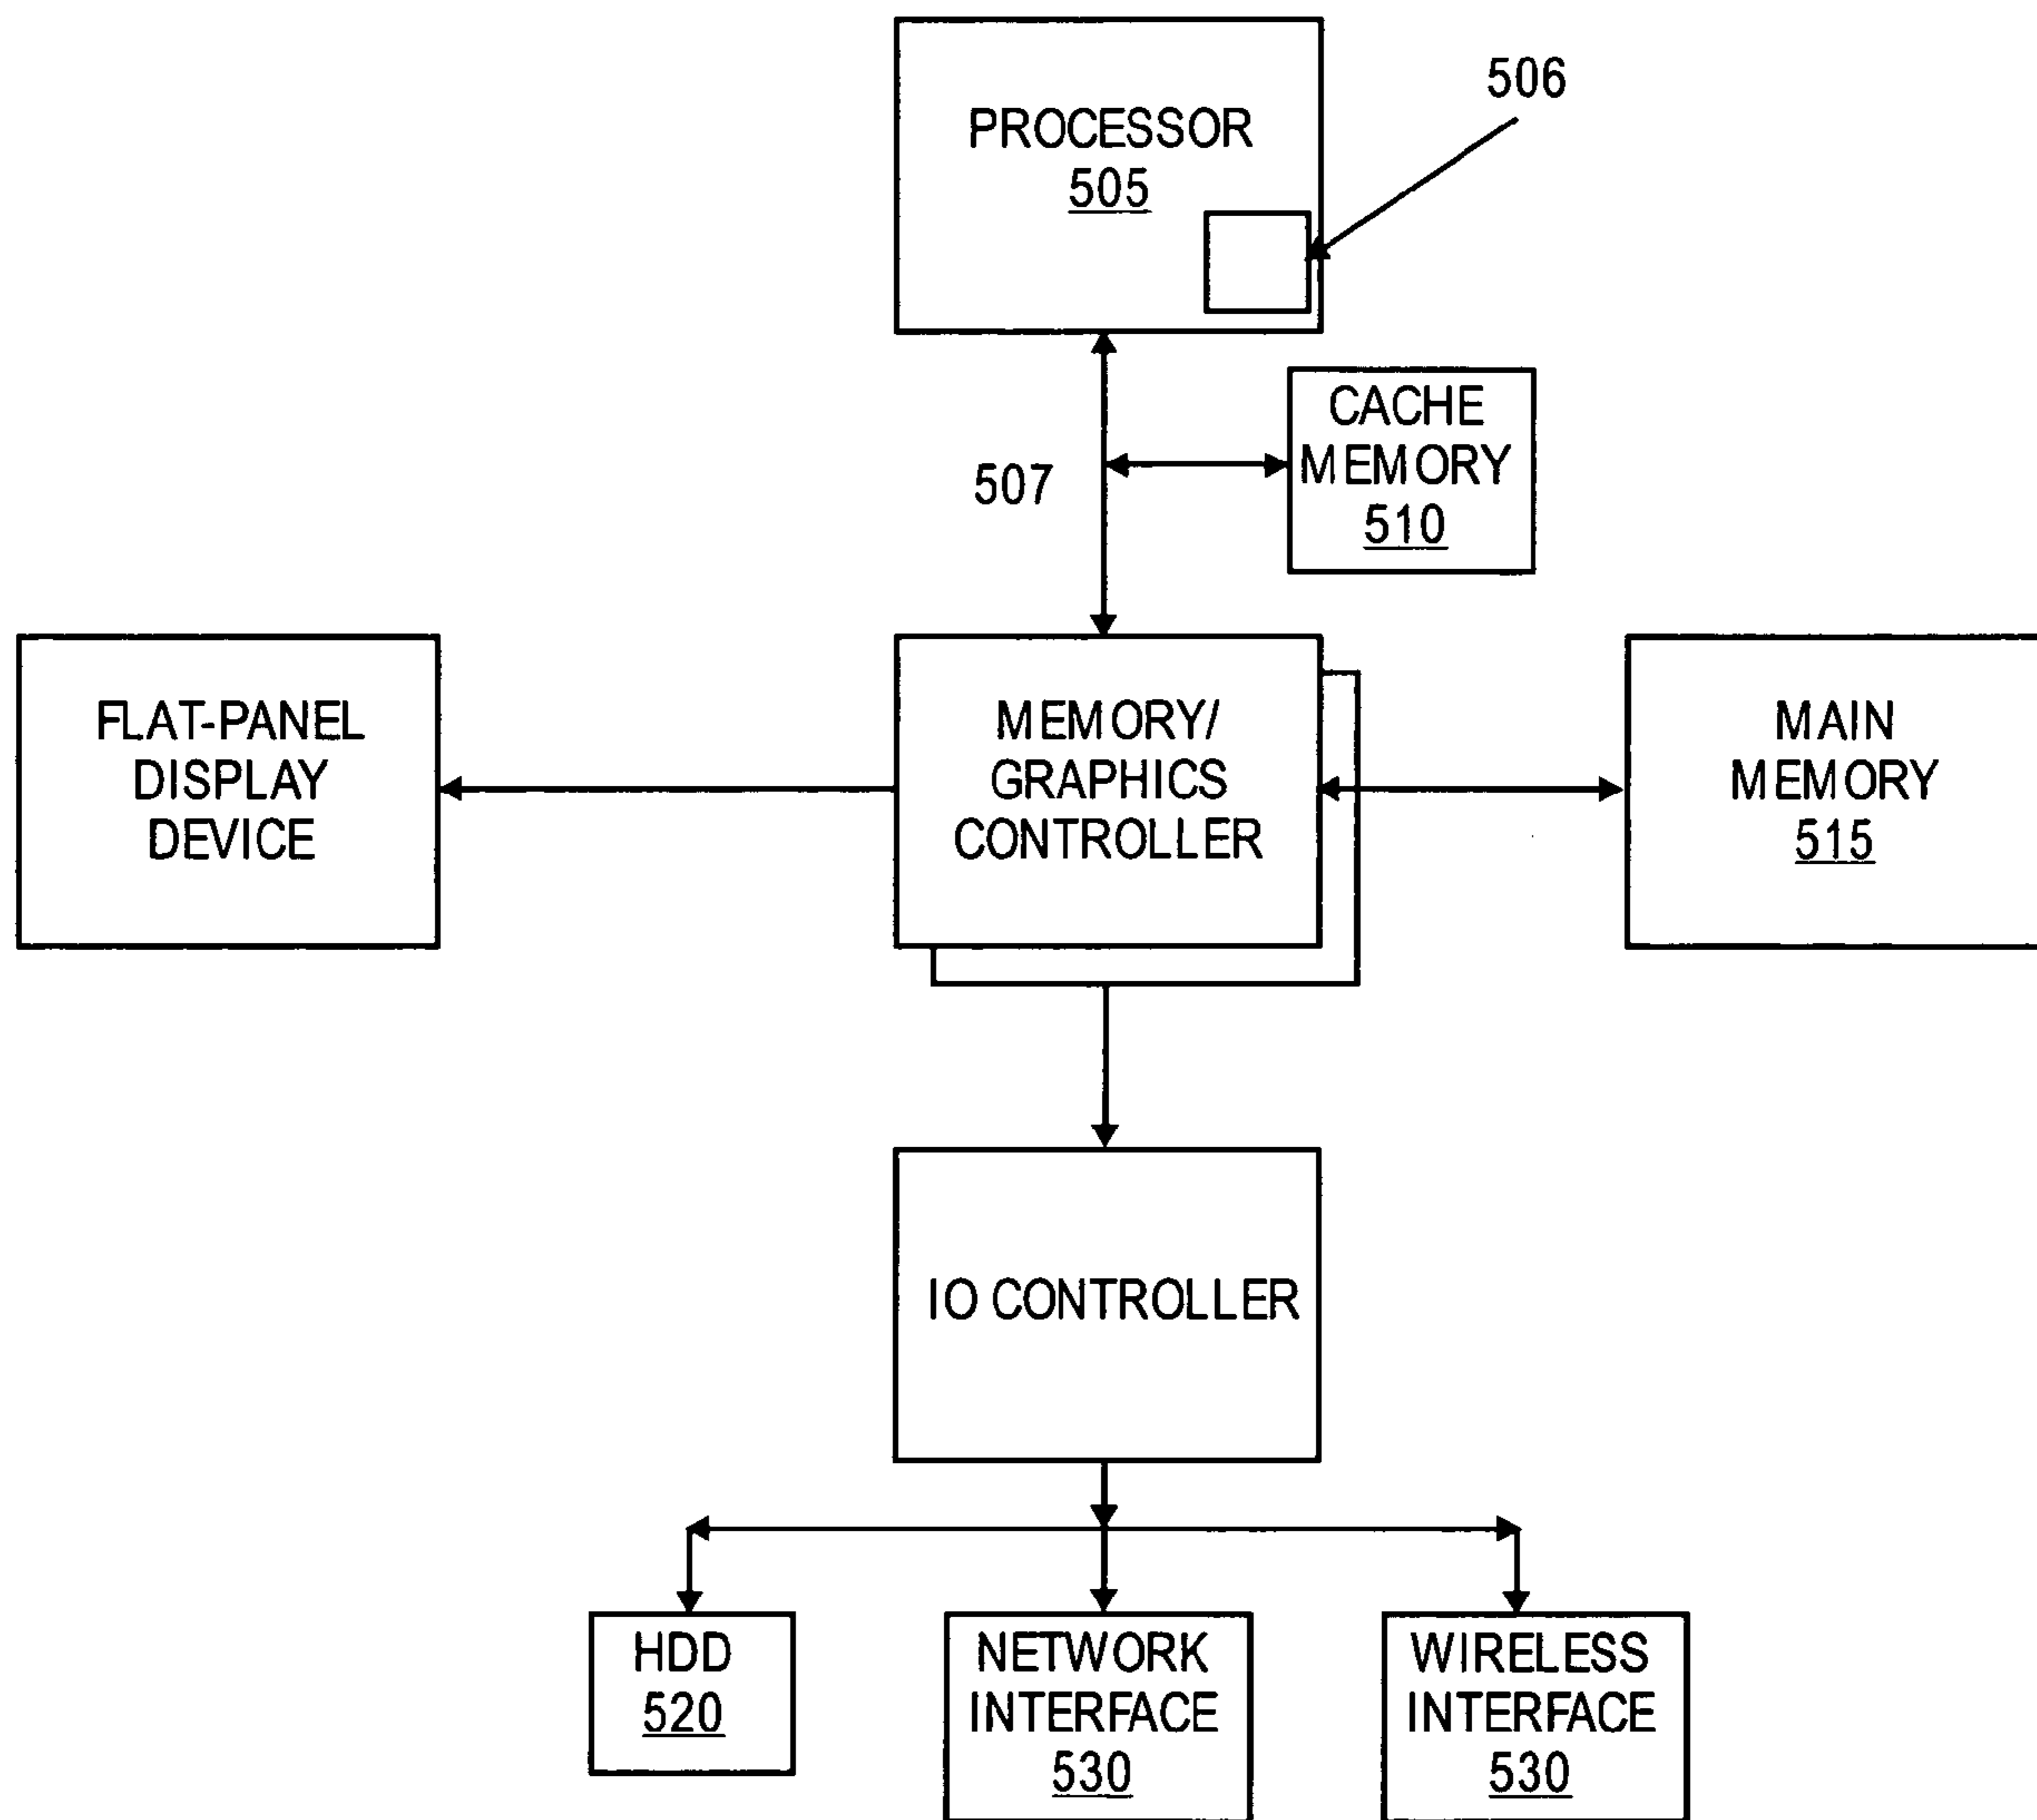 PROCESSOR
505
506
507
CACHE
MEMORY
510
FLAT-PANEL
DISPLAY
DEVICE
MEMORY/
GRAPHICS
CONTROLLER
MAIN
MEMORY
515
IO CONTROLLER
HDD
520
NETWORK
INTERFACE
530
WIRELESS
INTERFACE
530